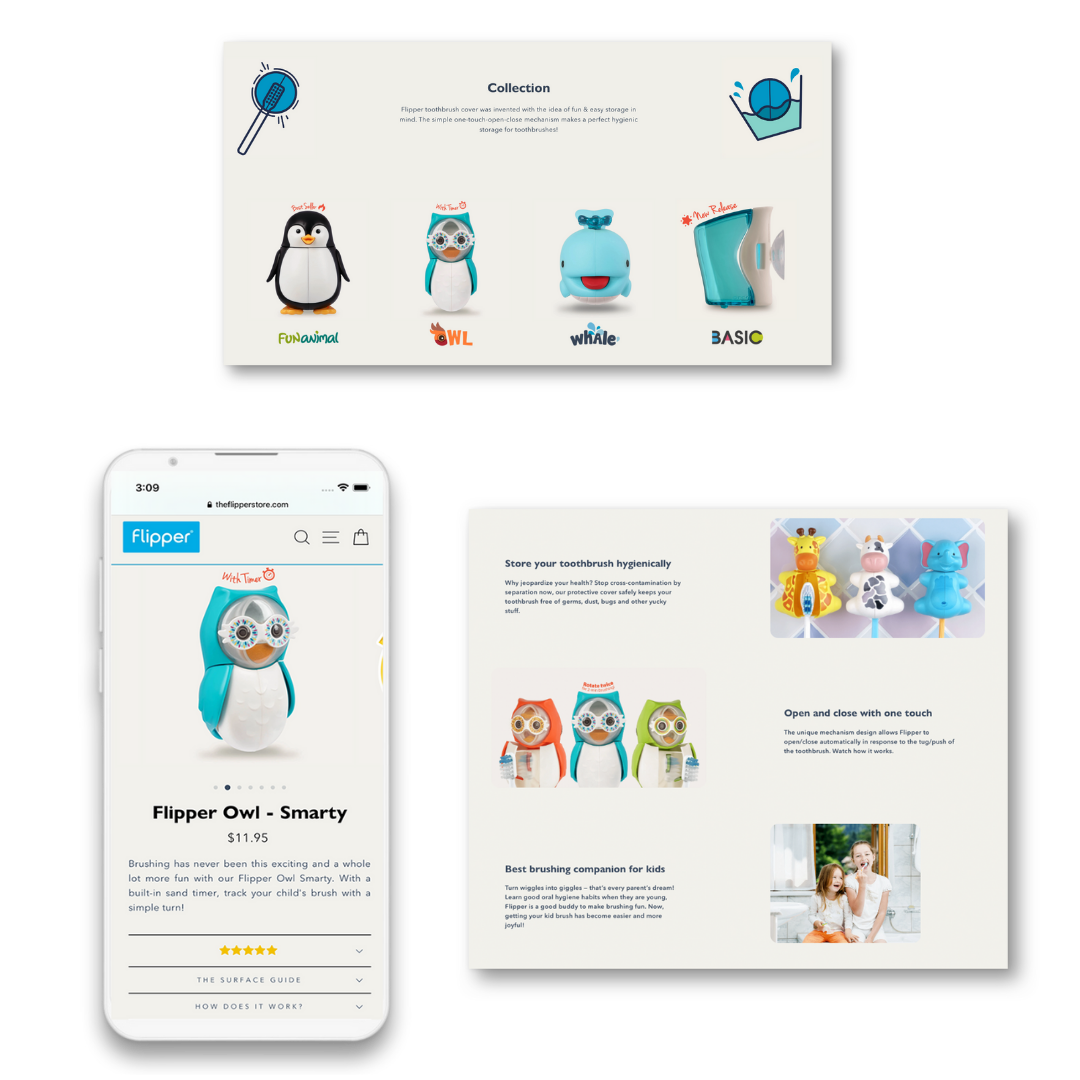 Collection
Flipper toothbrush cover was invented with the idea of fun & easy storage in
mind. The simple one-touch-open-close mechanism makes a perfect hygienic
storage for toothbrushes!
Best Seller
With Timer
New Release
FUNanimal
OWL
whale
BASIC
3:09
theflipperstore.com
Flipper
With Timer
Flipper Owl - Smarty
$11.95
Brushing has never been this exciting and a whole
lot more fun with our Flipper Owl Smarty. With a
built-in sand timer, track your child's brush with a
simple turn!
THE SURFACE GUIDE
HOW DOES IT WORK?
Store your toothbrush hygienically
Why jeopardize your health? Stop cross-contamination by
separation now, our protective cover safely keeps your
toothbrush free of germs, dust, bugs and other yucky
stuff.
Rotate twice
Open and close with one touch
The unique mechanism design allows Flipper to
open/close automatically in response to the tug/push of
the toothbrush. Watch how it works.
Best brushing companion for kids
Turn wiggles into giggles – that's every parent's dream!
Learn good oral hygiene habits when they are young,
Flipper is a good buddy to make brushing fun. Now,
getting your kid brush has become easier and more
joyful!